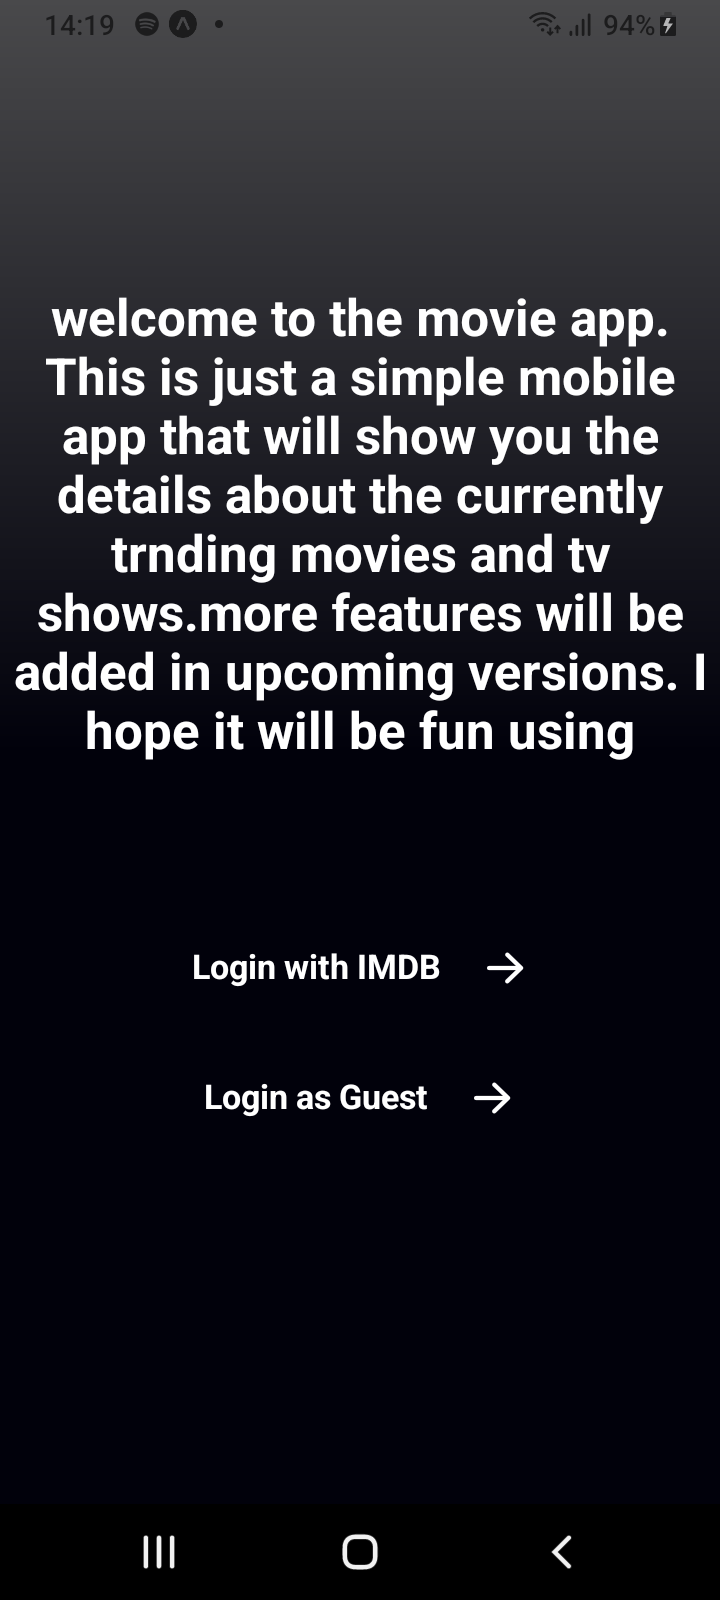 14:19 94%
welcome to the movie app.
This is just a simple mobile
app that will show you the
details about the currently
trnding movies and tv
shows.more features will be
added in upcoming versions. I
hope it will be fun using
Login with IMDB
Login as Guest